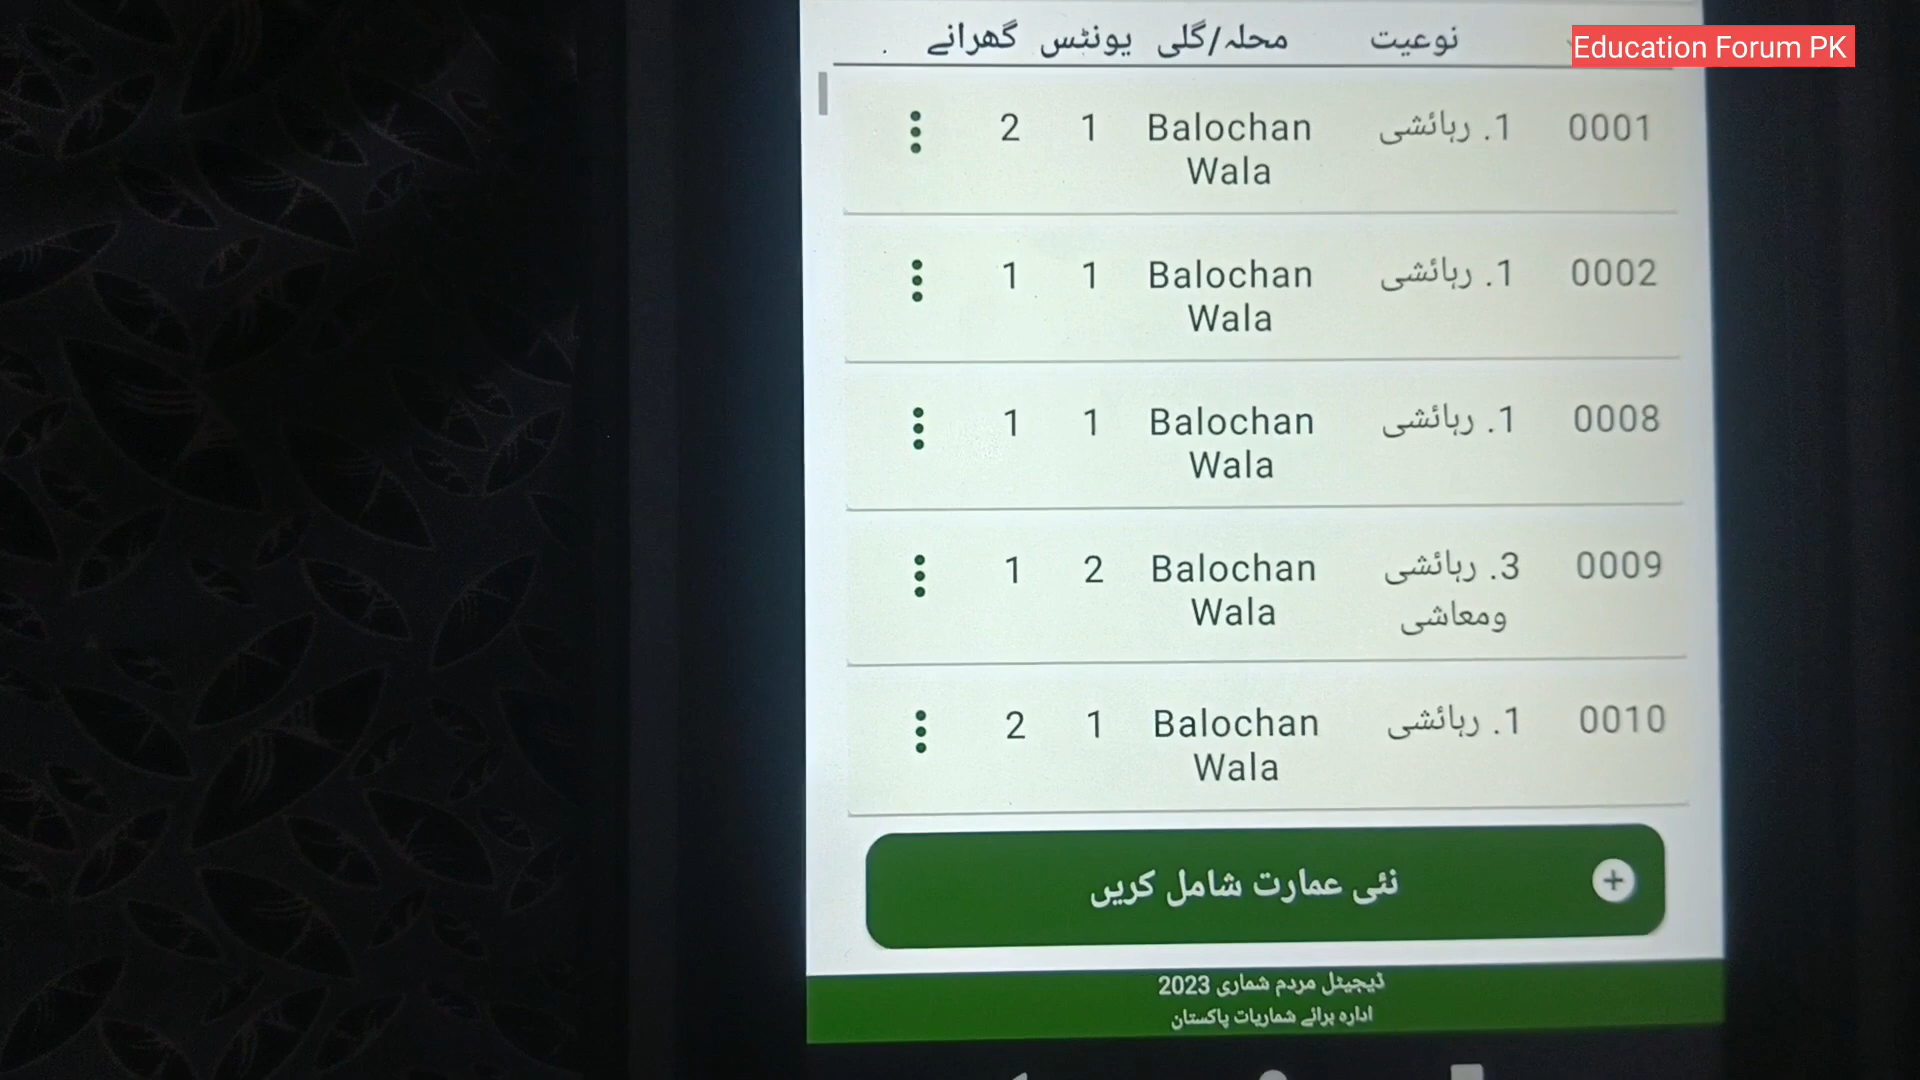 Education Forum PK
نوعیت محلہ/گلی یونٹس گھرانے
0001 1. رہائشی Balochan 1 2
Wala
0002 1. رہائشی Balochan 1 1
Wala
0008 1. رہائشی Balochan 1 1
Wala
0009 3. رہائشی Balochan 2 1
ومعاشی Wala
0010 1. رہائشی Balochan 1 2
Wala
نئی عمارت شامل کریں
ڈیجیٹل مردم شماری 2023
ادارہ برائے شماریات پاکستان